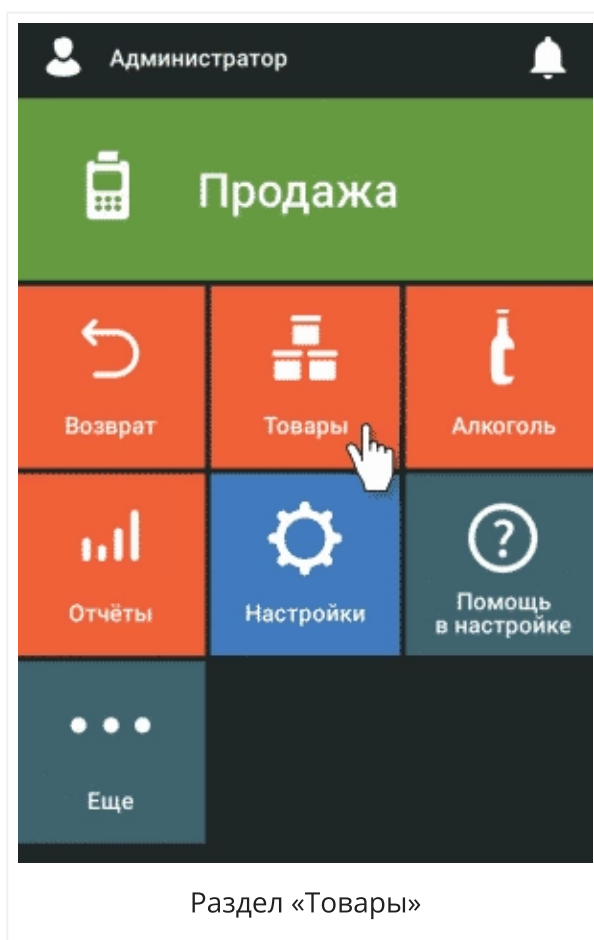 Администратор
Продажа
Возврат
Товары
Алкоголь
Отчёты
Настройки
Помощь
в настройке
Еще
Раздел «Товары»